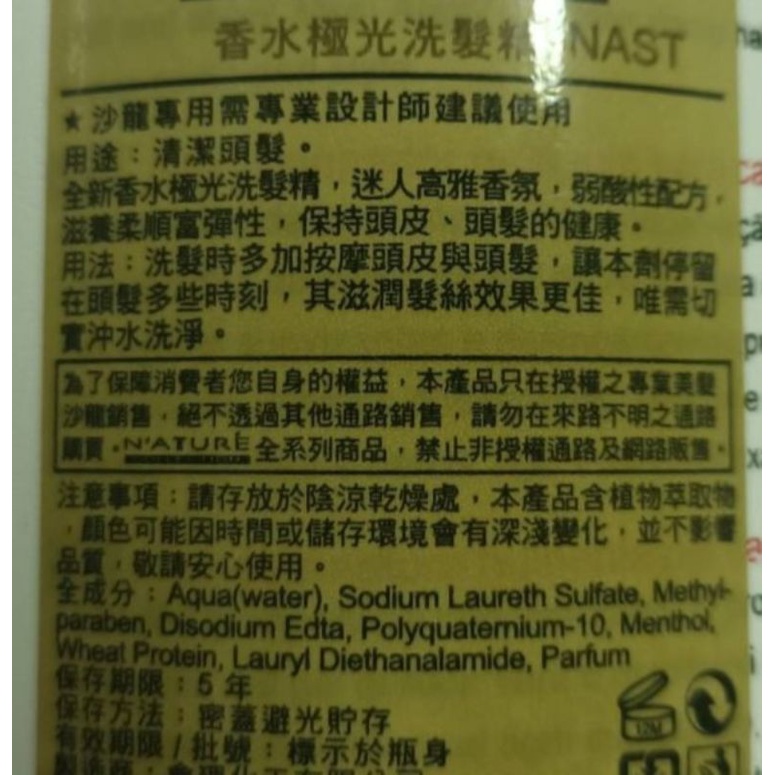 香水極光洗髮精 NAST
★沙龍專用需專業設計師建議使用
用途：清潔頭髮。
全新香水極光洗髮精，迷人高雅香氛，弱酸性配方，
滋養柔順富彈性，保持頭皮、頭髮的健康。
用法：洗髮時多加按摩頭皮與頭髮，讓本劑停留
在頭髮多些時刻，其滋潤髮絲效果更佳，唯需切
實沖水洗淨。
為了保障消費者您自身的權益，本產品只在授權之專業美髮
沙龍銷售，絕不透過其他通路銷售，請勿在來路不明之通路
購買。N'ATURE 全系列商品，禁止非授權通路及網路販售。
注意事項：請存放於陰涼乾燥處，本產品含植物萃取物
，顏色可能因時間或儲存環境會有深淺變化，並不影響
品質，敬請安心使用。
全成分：Aqua(water), Sodium Laureth Sulfate, Methyl-
paraben, Disodium Edta, Polyquaternium-10, Menthol,
Wheat Protein, Lauryl Diethanalamide, Parfum
保存期限：5 年
保存方法：密蓋避光貯存
有效期限/批號：標示於瓶身
12M